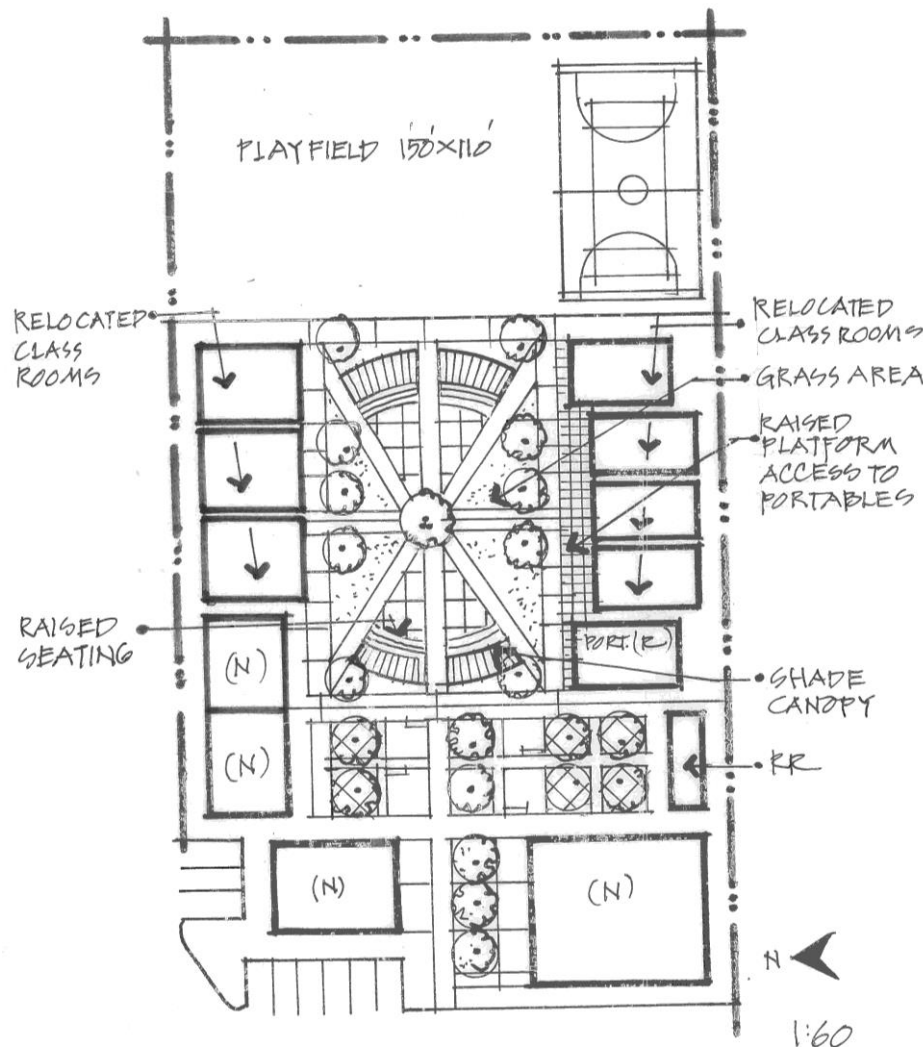 PLAYFIELD 150'X110'
RELOCATED
CLASS
ROOMS
RELOCATED
CLASS ROOMS
GRASS AREA
RAISED
PLATFORM
ACCESS TO
PORTABLES
RAISED
SEATING
(N)
(N)
PORT.(R)
SHADE
CANOPY
RR
(N)
(N)
N
1:60